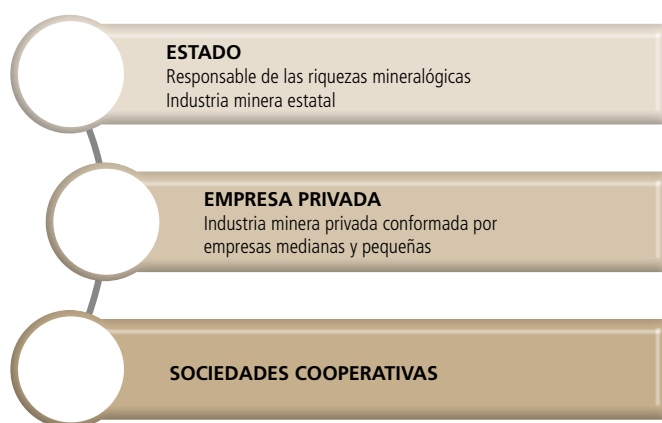 ESTADO
Responsable de las riquezas mineralógicas
Industria minera estatal
EMPRESA PRIVADA
Industria minera privada conformada por
empresas medianas y pequeñas
SOCIEDADES COOPERATIVAS